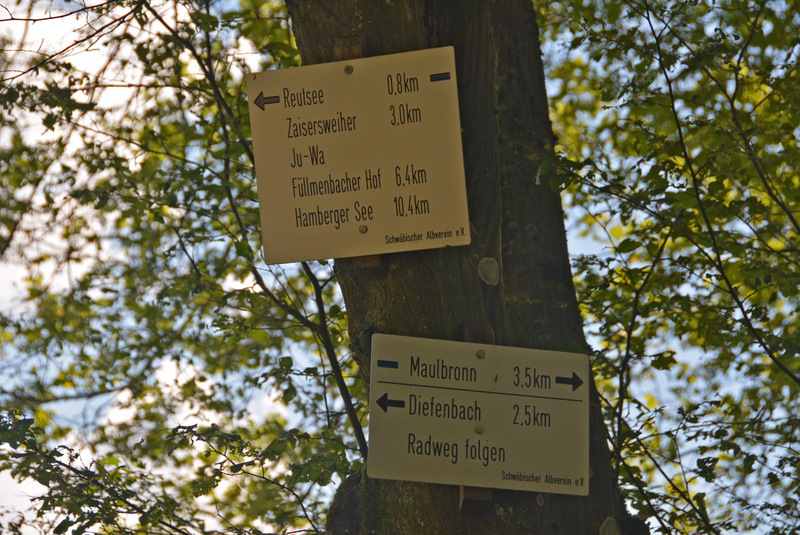 Reutsee 0,8km
Zaisersweiher 3,0km
Ju-Wa
Füllmenbacher Hof 6,4km
Hamberger See 10,4km
Schwäbischer Albverein e.V.
Maulbronn 3,5km
Diefenbach 2,5km
Radweg folgen
Schwäbischer Albverein e.V.